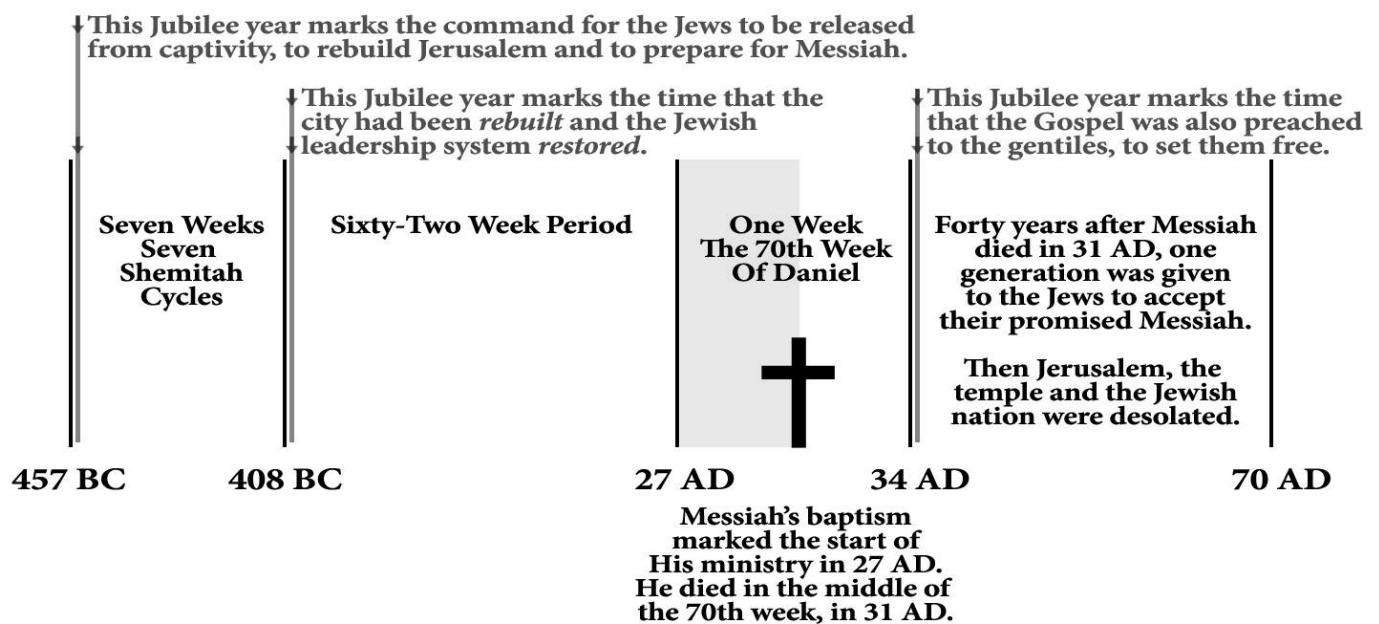 This Jubilee year marks the command for the Jews to be released
from captivity, to rebuild Jerusalem and to prepare for Messiah.
This Jubilee year marks the time that the
city had been rebuilt and the Jewish
leadership system restored.
This Jubilee year marks the time
that the Gospel was also preached
to the gentiles, to set them free.
Seven Weeks
Seven
Shemitah
Cycles
Sixty-Two Week Period
One Week
The 70th Week
Of Daniel
Forty years after Messiah
died in 31 AD, one
generation was given
to the Jews to accept
their promised Messiah.
Then Jerusalem, the
temple and the Jewish
nation were desolated.
457 BC
408 BC
27 AD
34 AD
70 AD
Messiah's baptism
marked the start of
His ministry in 27 AD.
He died in the middle of
the 70th week, in 31 AD.